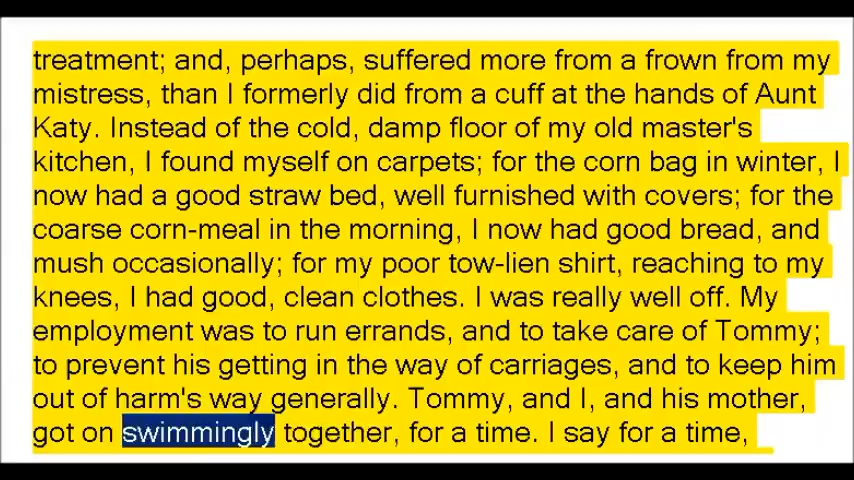 treatment; and, perhaps, suffered more from a frown from my
mistress, than I formerly did from a cuff at the hands of Aunt
Katy. Instead of the cold, damp floor of my old master's
kitchen, I found myself on carpets; for the corn bag in winter, I
now had a good straw bed, well furnished with covers; for the
coarse corn-meal in the morning, I now had good bread, and
mush occasionally; for my poor tow-lien shirt, reaching to my
knees, I had good, clean clothes. I was really well off. My
employment was to run errands, and to take care of Tommy;
to prevent his getting in the way of carriages, and to keep him
out of harm's way generally. Tommy, and I, and his mother,
got on swimmingly together, for a time. I say for a time,